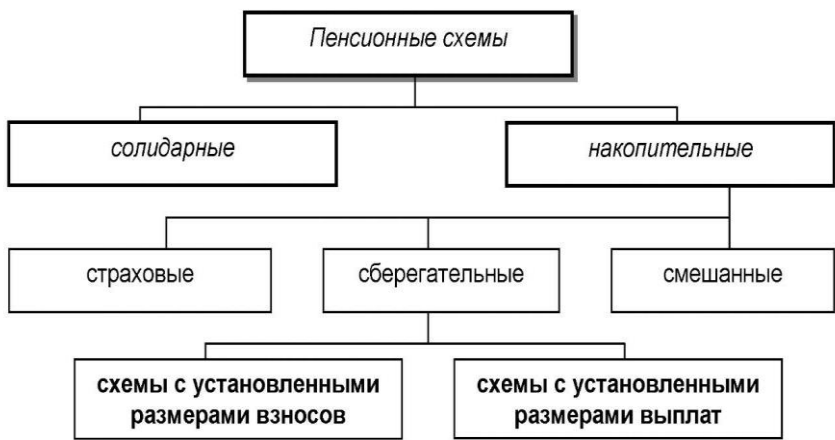 Пенсионные схемы
солидарные
накопительные
страховые
сберегательные
смешанные
схемы с установленными
размерами взносов
схемы с установленными
размерами выплат